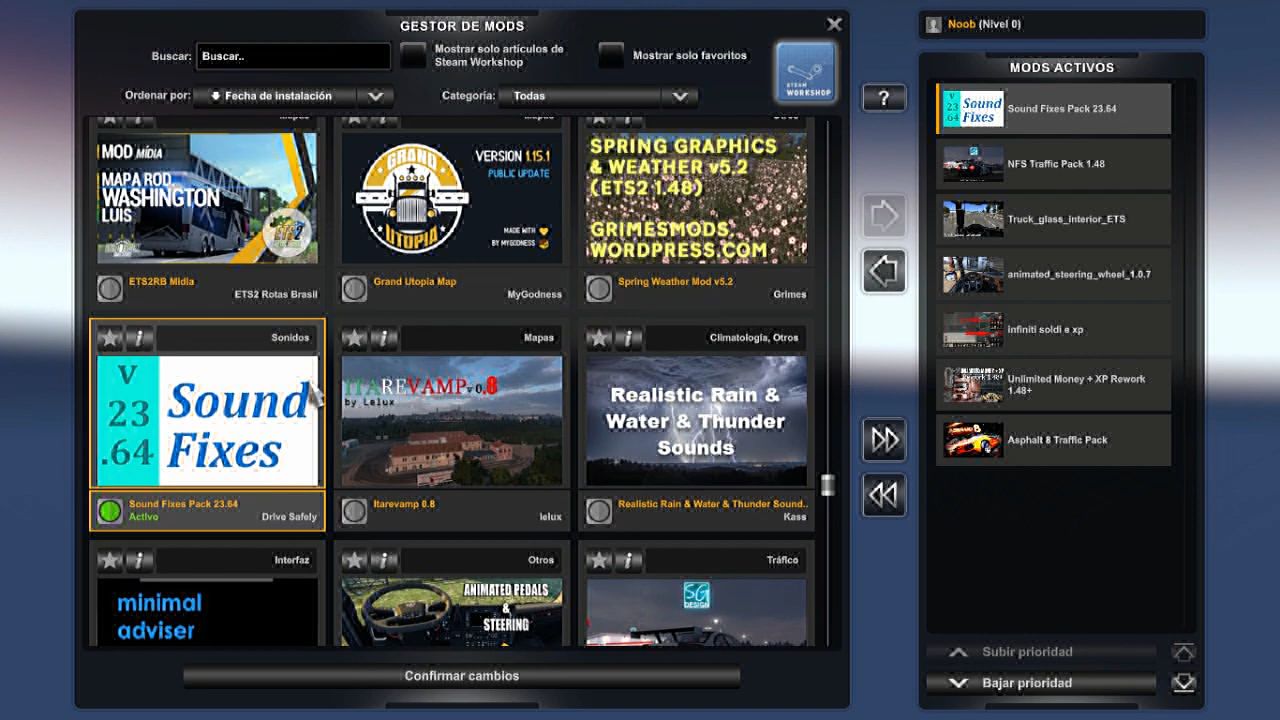 GESTOR DE MODS
Buscar:
Buscar..
Mostrar solo artículos de
Steam Workshop
Mostrar solo favoritos
STEAM
WORKSHOP
Ordenar por:
Fecha de instalación
Categoría:
Todas
Mapas
Mapas
MOD MÍDIA
MAPA ROD.
WASHINGTON
LUIS
ETS2RB Mídia
ETS2 Rotas Brasil
GRAND
UTOPIA
VERSION 1.15.1
PUBLIC UPDATE
MADE WITH
BY MYGODNESS
Grand Utopia Map
MyGodness
SPRING GRAPHICS
& WEATHER v5.2
(ETS2 1.48)
GRIMESMODS.
WORDPRESS.COM
Spring Weather Mod v5.2
Grimes
Sonidos
V
23
.64
Sound
Fixes
Sound Fixes Pack 23.64
Activo
Drive Safely
Mapas
ITAREVAMP v0.8
by Lelux
Itarevamp 0.8
lelux
Climatología, Otros
Realistic Rain &
Water & Thunder
Sounds
Realistic Rain & Water & Thunder Sound..
Kass
Interfaz
minimal
adviser
Otros
ANIMATED PEDALS
&
STEERING
Tráfico
SG
DESIGN
Confirmar cambios
?
Noob (Nivel 0)
MODS ACTIVOS
V
23
64
Sound
Fixes
Sound Fixes Pack 23.64
NFS Traffic Pack 1.48
Truck_glass_interior_ETS
animated_steering_wheel_1.0.7
Infiniti soldi e xp
Unlimited Money + XP Rework
1.48+
Asphalt 8 Traffic Pack
Subir prioridad
Bajar prioridad